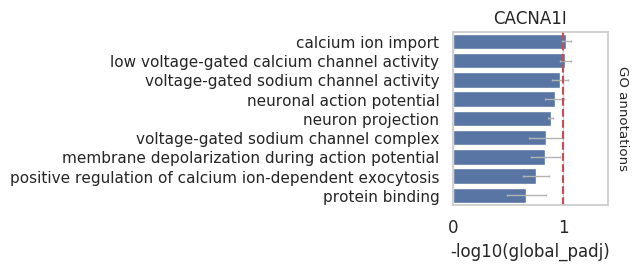 CACNA1I
calcium ion import
low voltage-gated calcium channel activity
voltage-gated sodium channel activity
neuronal action potential
neuron projection
voltage-gated sodium channel complex
membrane depolarization during action potential
positive regulation of calcium ion-dependent exocytosis
protein binding
GO annotations
0 1
-log10(global_padj)